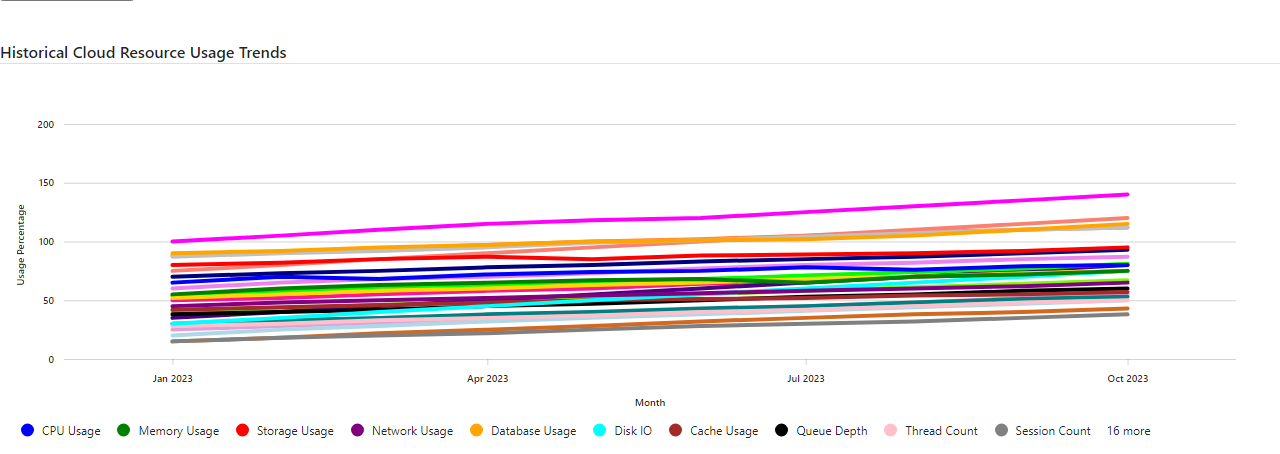 Historical Cloud Resource Usage Trends
200
150
100
50
0
Usage Percentage
Jan 2023 Apr 2023 Jul 2023 Oct 2023
Month
CPU Usage Memory Usage Storage Usage Network Usage Database Usage Disk IO Cache Usage Queue Depth Thread Count Session Count 16 more